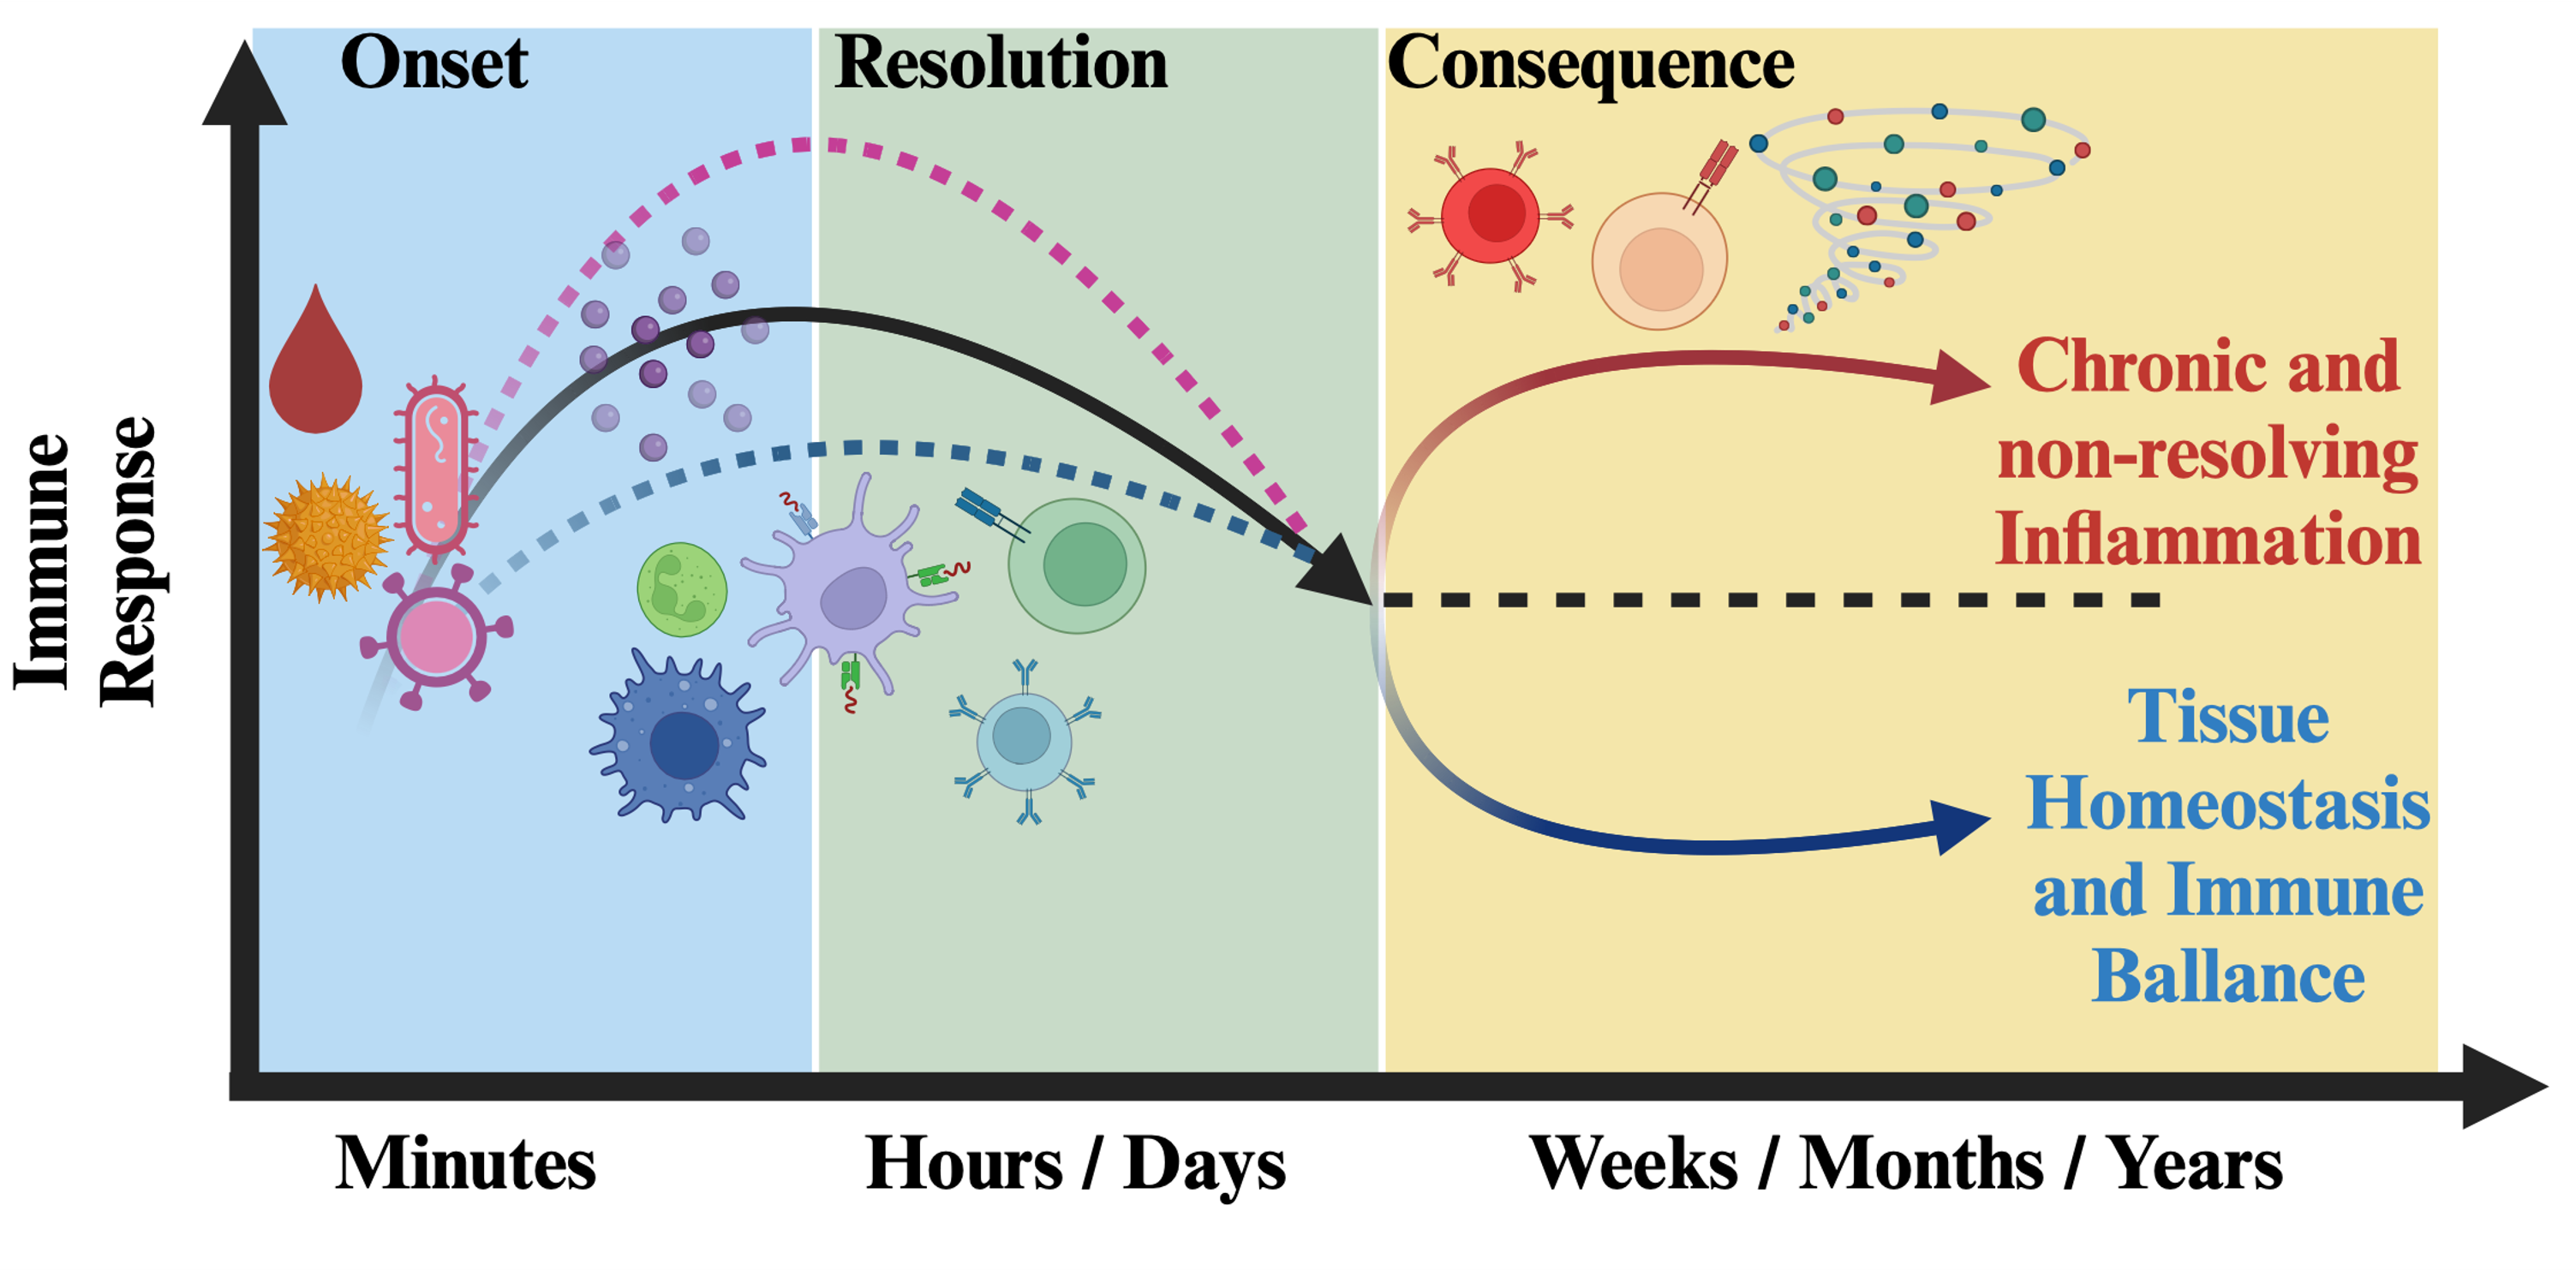 Onset
Resolution
Consequence
Immune
Response
Chronic and
non-resolving
Inflammation
Tissue
Homeostasis
and Immune
Ballance
Minutes
Hours / Days
Weeks / Months / Years